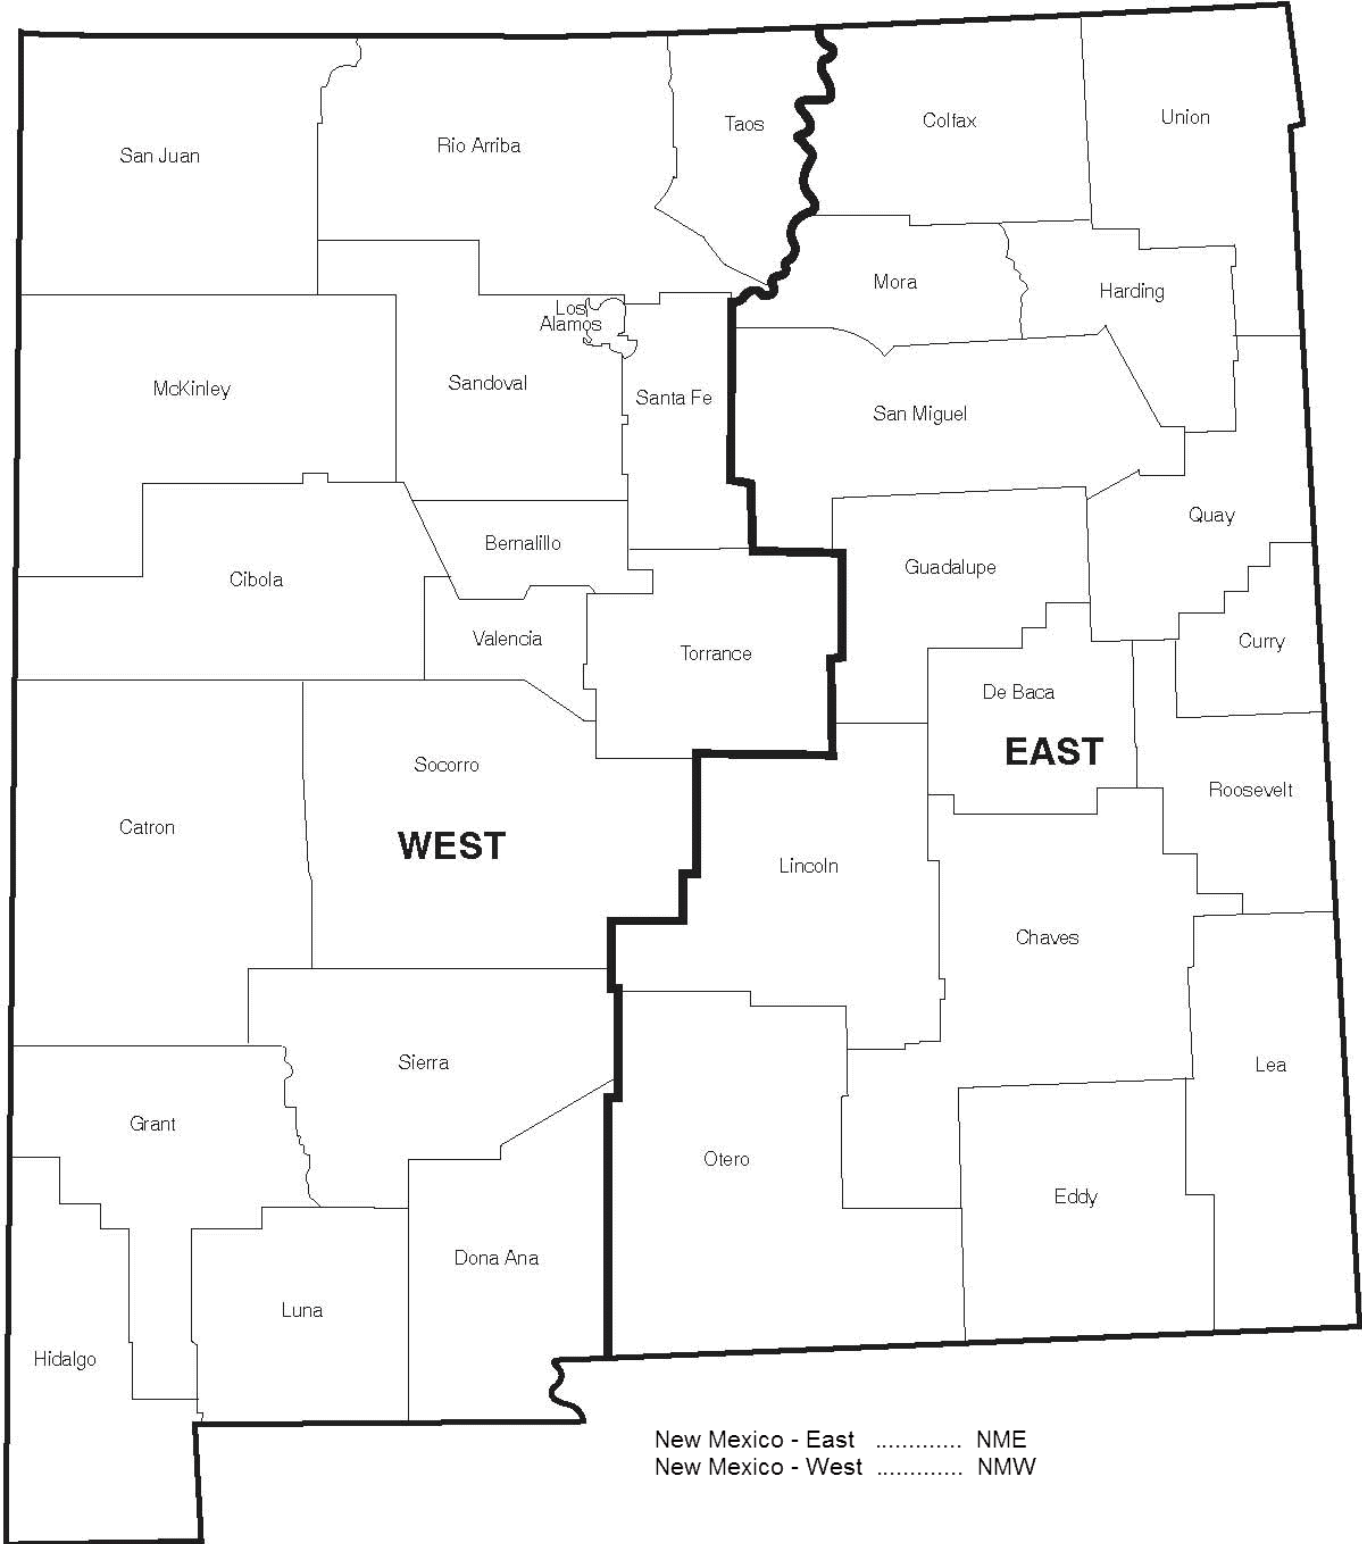 Union
Colfax
Taos
Rio Arriba
San Juan
Mora
Harding
Los
Alamos
McKinley
Sandoval
Santa Fe
San Miguel
Quay
Bernalillo
Guadalupe
Cibola
Valencia
Torrance
Curry
De Baca
EAST
Socorro
Roosevelt
Catron
WEST
Lincoln
Chaves
Sierra
Lea
Grant
Otero
Eddy
Dona Ana
Luna
Hidalgo
New Mexico - East ............. NME
New Mexico - West ............. NMW